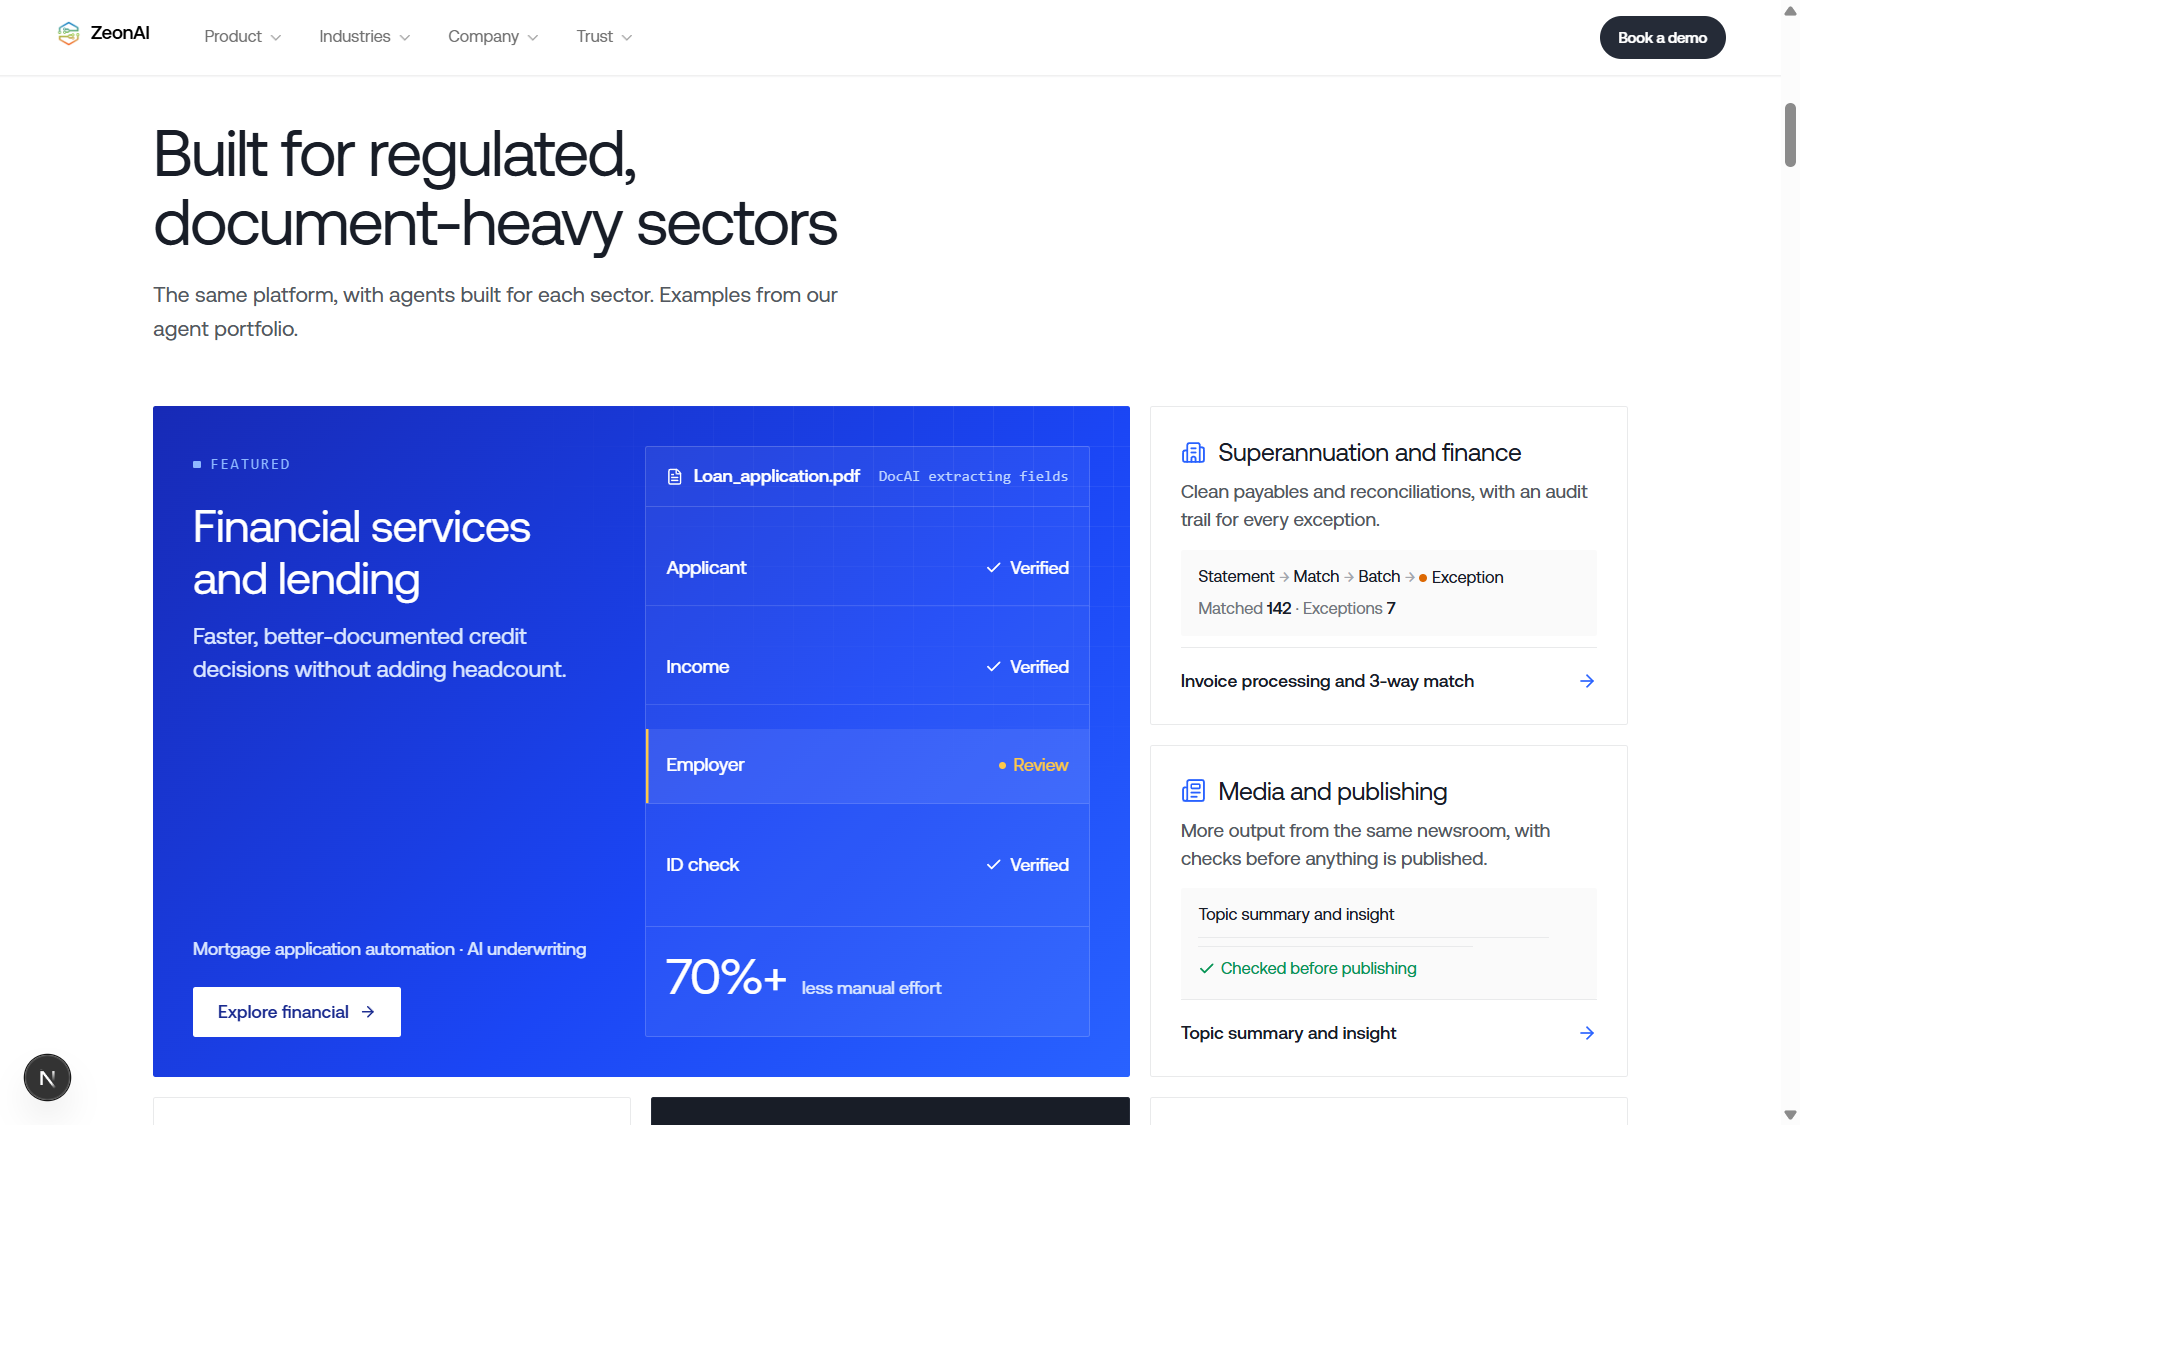 ZeonAI
Product
Industries
Company
Trust
Book a demo
Built for regulated,
document-heavy sectors
The same platform, with agents built for each sector. Examples from our
agent portfolio.
FEATURED
Financial services
and lending
Faster, better-documented credit
decisions without adding headcount.
Mortgage application automation · AI underwriting
Explore financial →
Loan_application.pdf DocAI extracting fields
Applicant ✓ Verified
Income ✓ Verified
Employer • Review
ID check ✓ Verified
70%+ less manual effort
Superannuation and finance
Clean payables and reconciliations, with an audit
trail for every exception.
Statement → Match → Batch → • Exception
Matched 142 · Exceptions 7
Invoice processing and 3-way match →
Media and publishing
More output from the same newsroom, with
checks before anything is published.
Topic summary and insight
✓ Checked before publishing
Topic summary and insight →
N